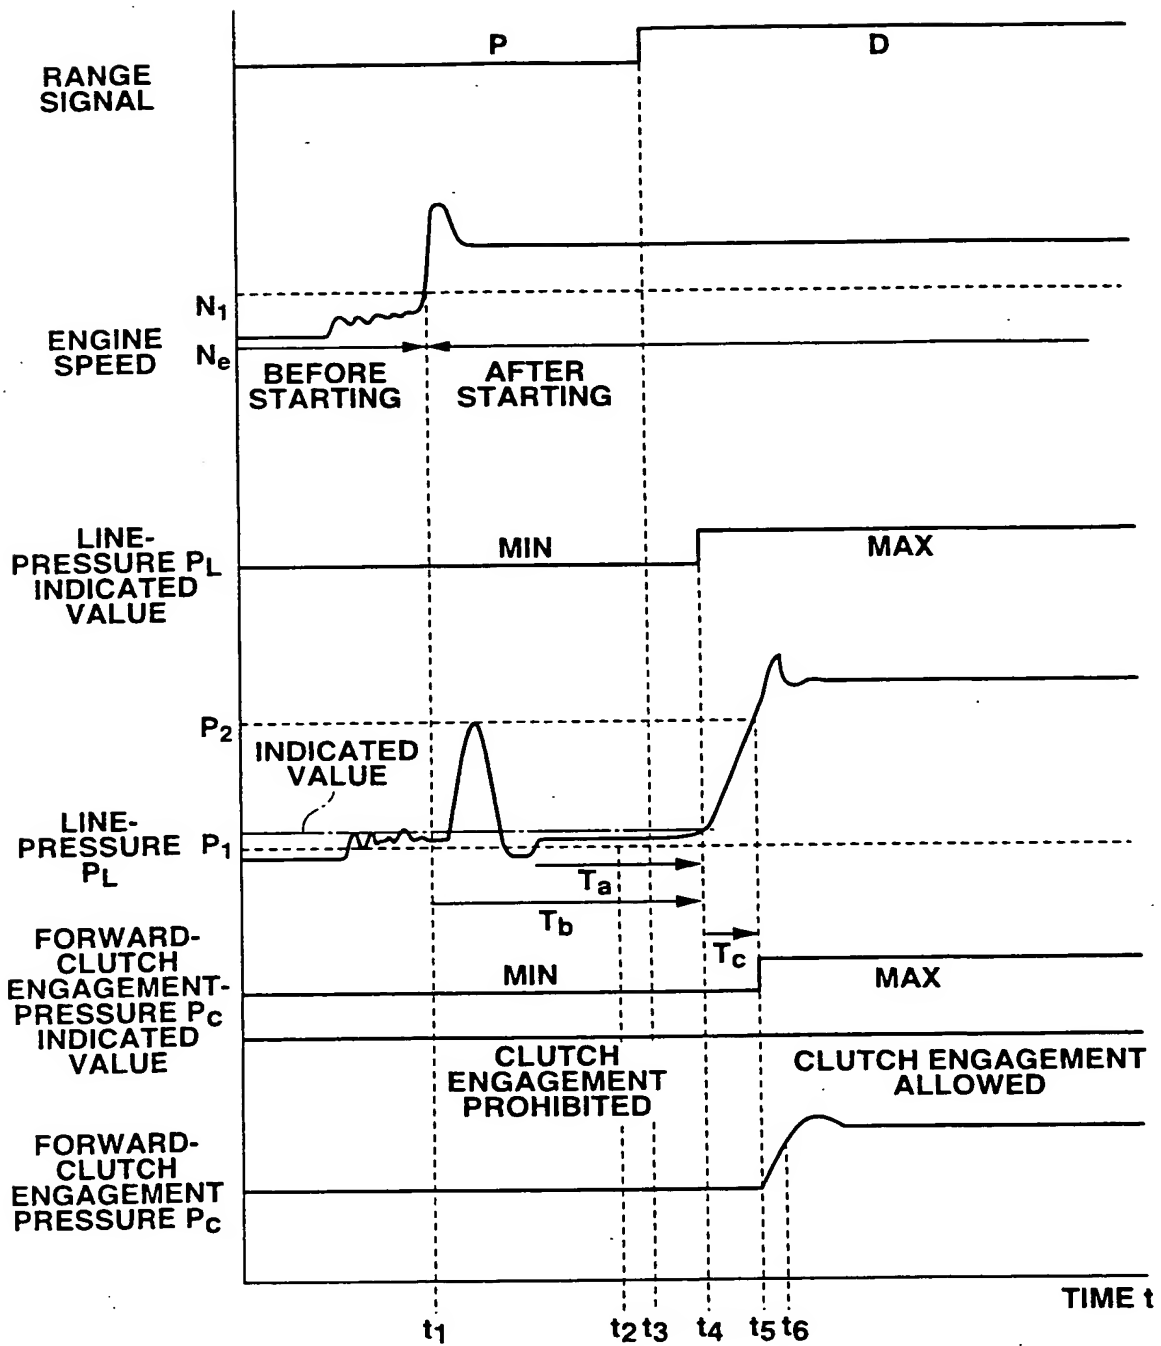 P
D
RANGE
SIGNAL
N1
ENGINE
SPEED
Ne
BEFORE
STARTING
AFTER
STARTING
LINE-
PRESSURE PL
INDICATED
VALUE
MIN
MAX
P2
INDICATED
VALUE
LINE-
PRESSURE
PL
P1
Ta
Tb
Tc
FORWARD-
CLUTCH
ENGAGEMENT-
PRESSURE Pc
INDICATED
VALUE
MIN
MAX
CLUTCH
ENGAGEMENT
PROHIBITED
CLUTCH ENGAGEMENT
ALLOWED
FORWARD-
CLUTCH
ENGAGEMENT
PRESSURE Pc
TIME t
t1
t2
t3
t4
t5
t6